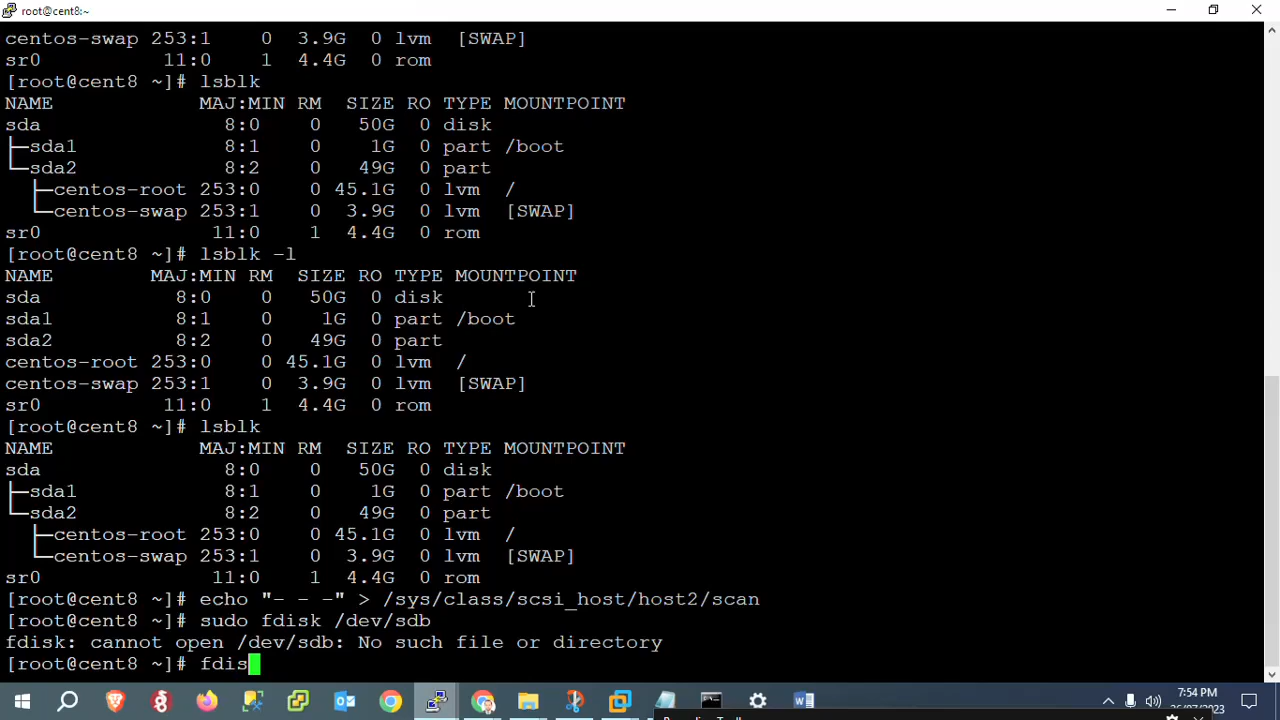 root@cent8:~
centos-swap 253:1    0  3.9G  0 lvm  [SWAP]
sr0          11:0    1  4.4G  0 rom
[root@cent8 ~]# lsblk
NAME            MAJ:MIN RM  SIZE RO TYPE MOUNTPOINT
sda               8:0    0   50G  0 disk
├─sda1            8:1    0    1G  0 part /boot
└─sda2            8:2    0   49G  0 part
  ├─centos-root 253:0    0 45.1G  0 lvm  /
  └─centos-swap 253:1    0  3.9G  0 lvm  [SWAP]
sr0              11:0    1  4.4G  0 rom
[root@cent8 ~]# lsblk -l
NAME        MAJ:MIN RM  SIZE RO TYPE MOUNTPOINT
sda           8:0    0   50G  0 disk
sda1          8:1    0    1G  0 part /boot
sda2          8:2    0   49G  0 part
centos-root 253:0    0 45.1G  0 lvm  /
centos-swap 253:1    0  3.9G  0 lvm  [SWAP]
sr0          11:0    1  4.4G  0 rom
[root@cent8 ~]# lsblk
NAME            MAJ:MIN RM  SIZE RO TYPE MOUNTPOINT
sda               8:0    0   50G  0 disk
├─sda1            8:1    0    1G  0 part /boot
└─sda2            8:2    0   49G  0 part
  ├─centos-root 253:0    0 45.1G  0 lvm  /
  └─centos-swap 253:1    0  3.9G  0 lvm  [SWAP]
sr0              11:0    1  4.4G  0 rom
[root@cent8 ~]# echo "- - -" > /sys/class/scsi_host/host2/scan
[root@cent8 ~]# sudo fdisk /dev/sdb
fdisk: cannot open /dev/sdb: No such file or directory
[root@cent8 ~]# fdis
7:54 PM